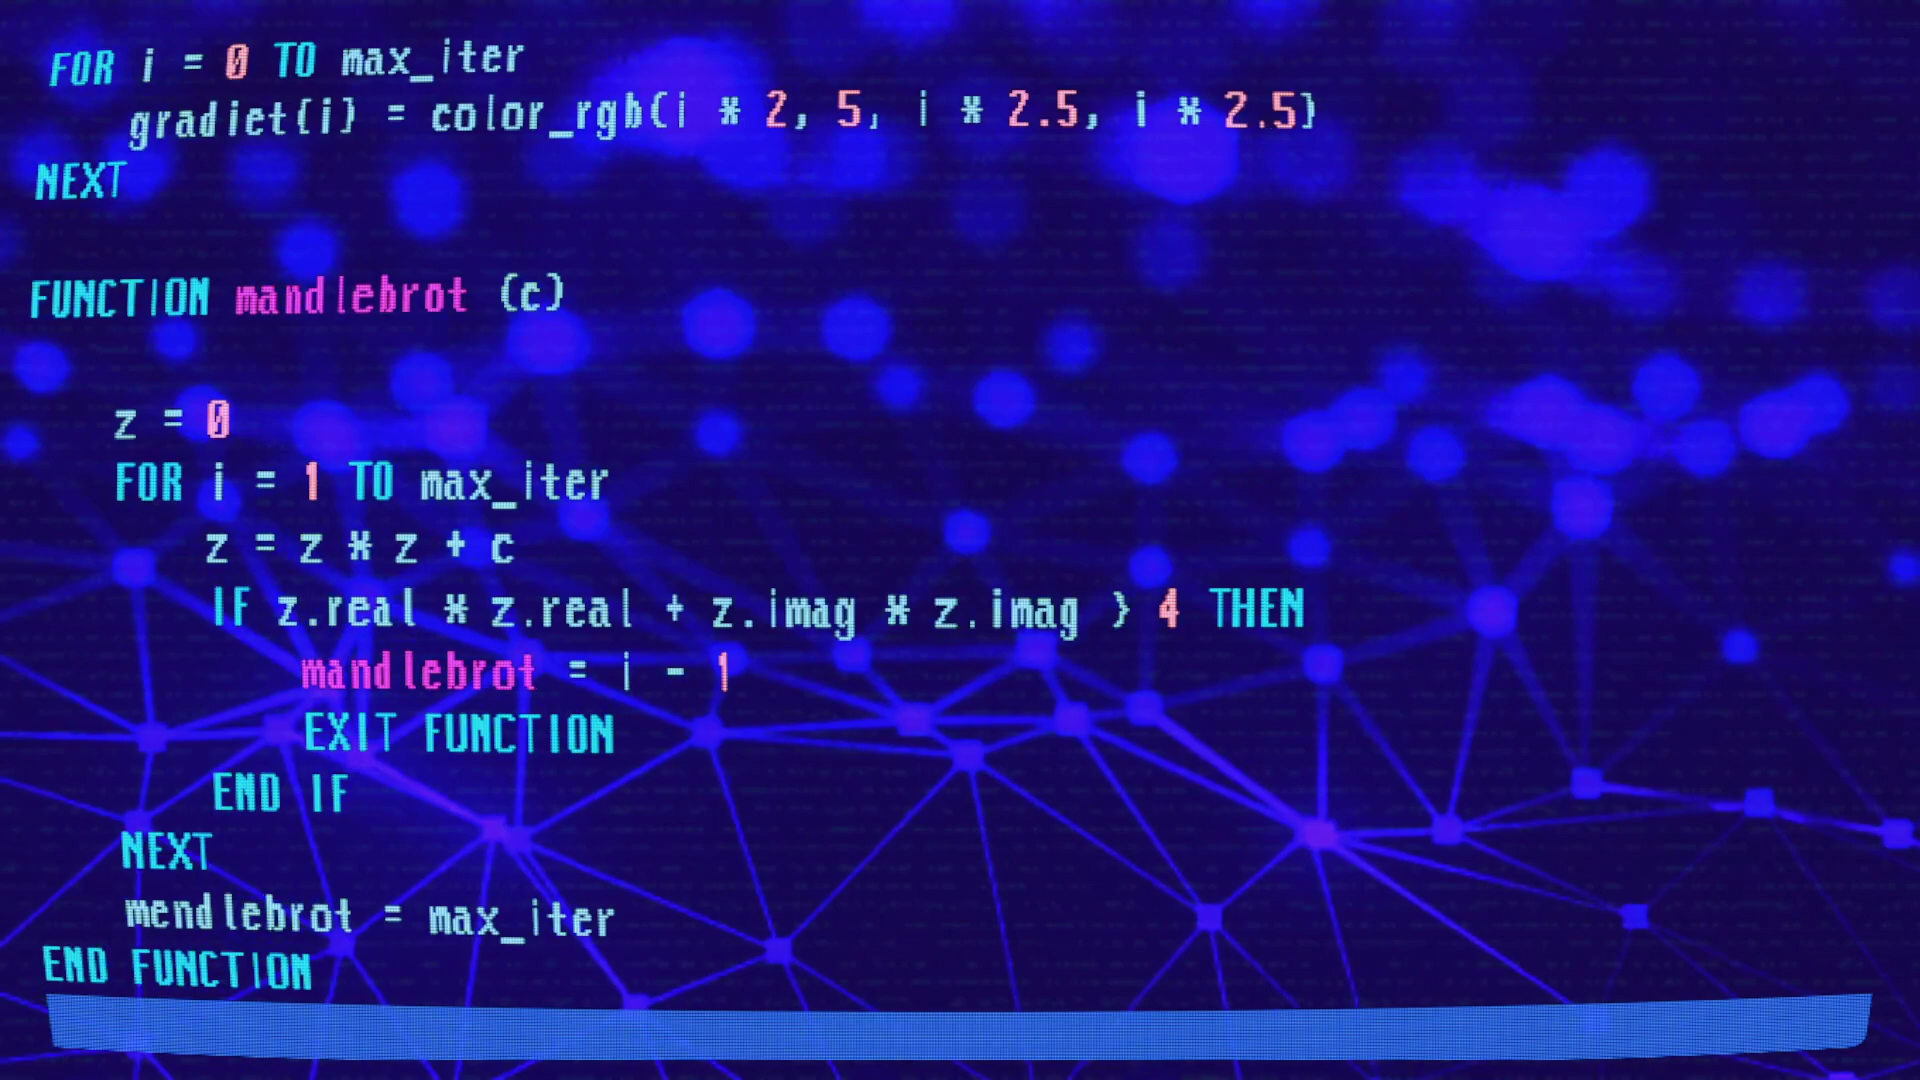 FOR i = 0 TO max_iter
gradiet(i) = color_rgb(i * 2, 5, i * 2.5, i * 2.5)
NEXT
FUNCTION mandlebrot (c)
z = 0
FOR i = 1 TO max_iter
z = z * z + c
IF z.real * z.real + z.imag * z.imag > 4 THEN
mandlebrot = i - 1
EXIT FUNCTION
END IF
NEXT
mendlebrot = max_iter
END FUNCTION